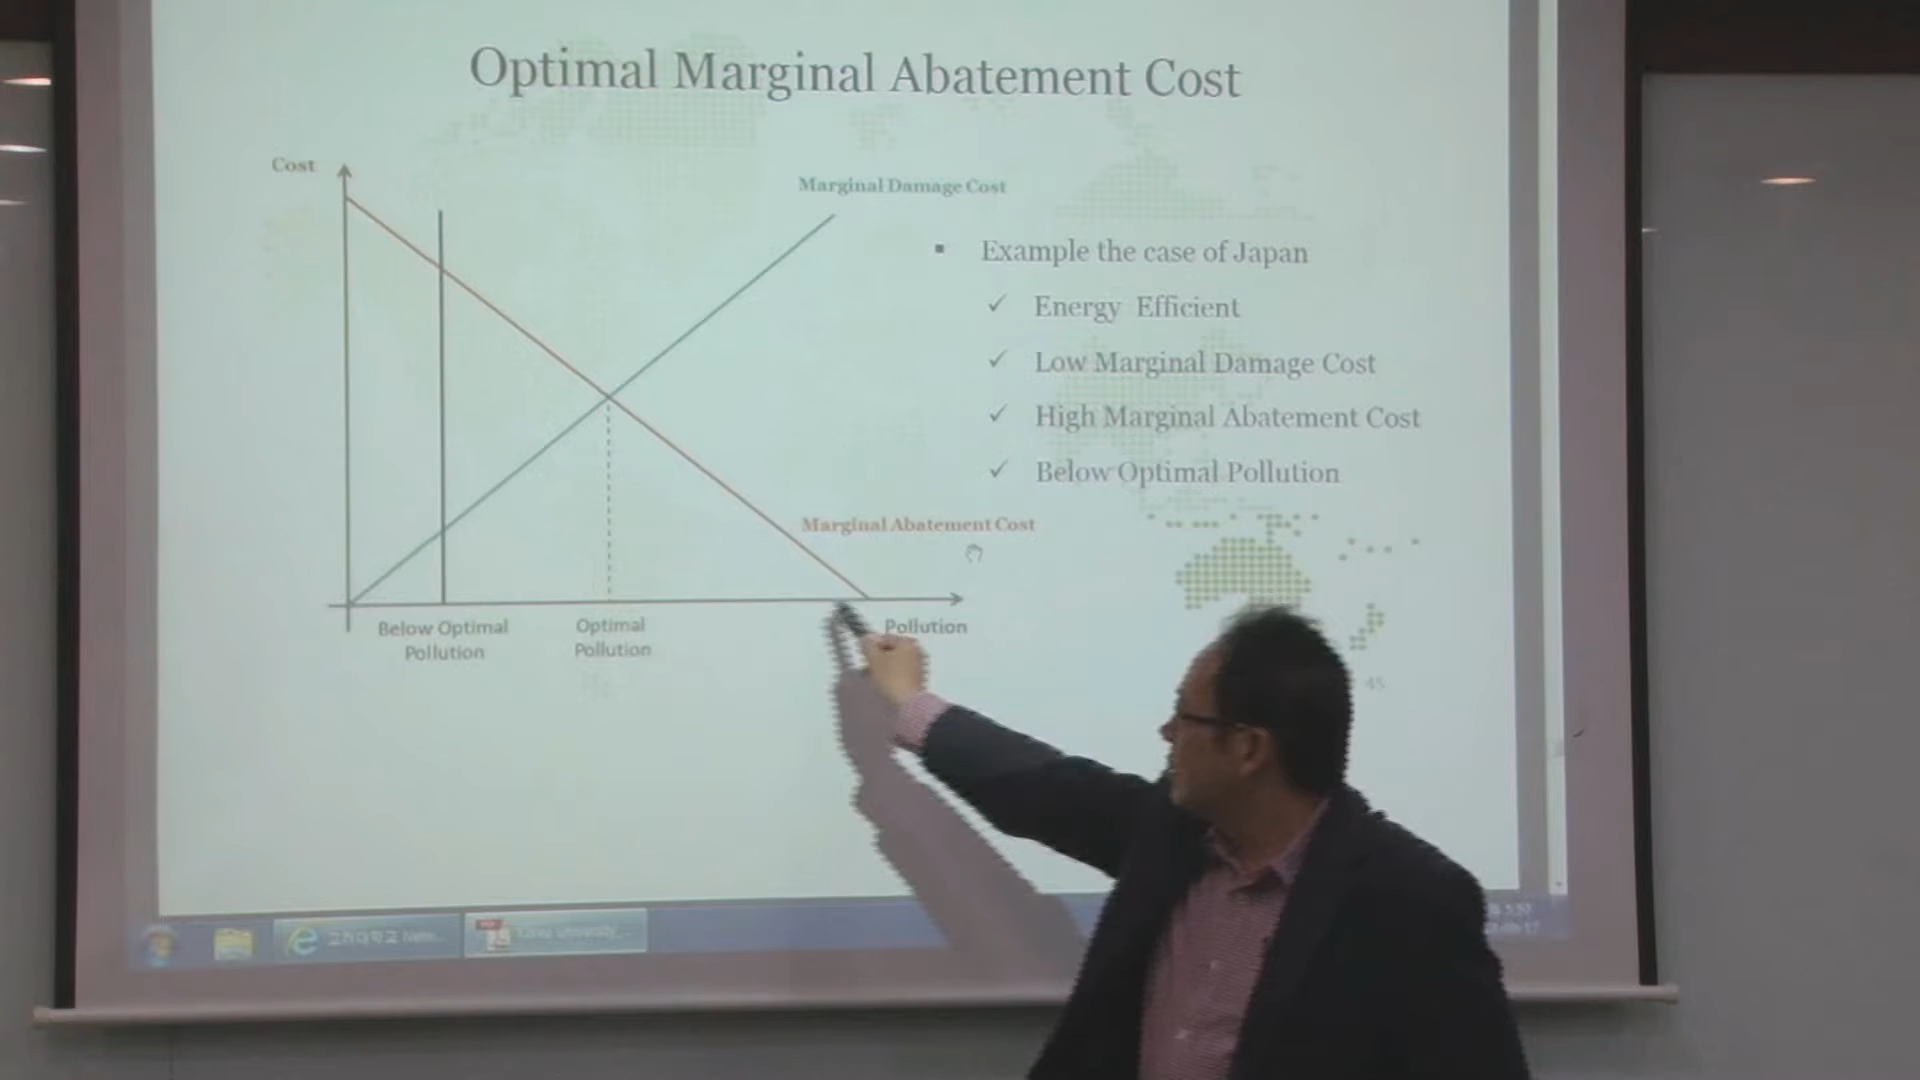 Optimal Marginal Abatement Cost
Cost
Marginal Damage Cost
Example the case of Japan
Energy Efficient
Low Marginal Damage Cost
High Marginal Abatement Cost
Below Optimal Pollution
Marginal Abatement Cost
Below Optimal
Pollution
Optimal
Pollution
Pollution
45